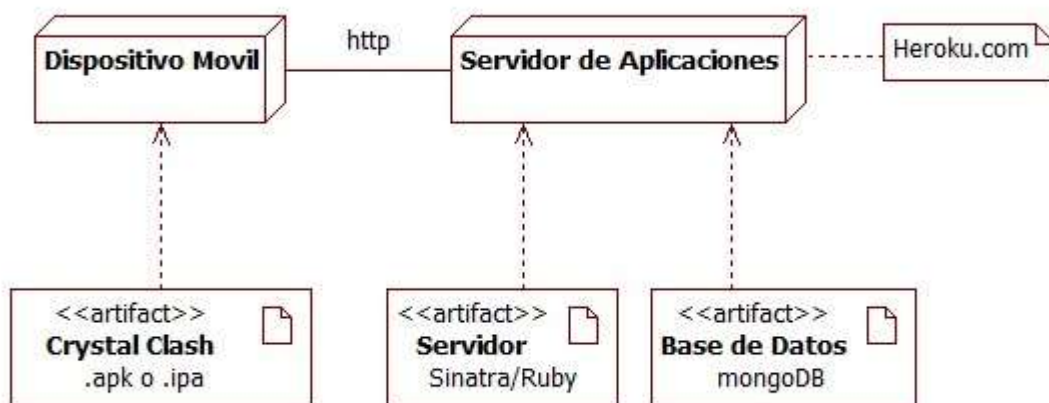 http
Dispositivo Movil
Servidor de Aplicaciones
Heroku.com
<<artifact>>
Crystal Clash
.apk o .ipa
<<artifact>>
Servidor
Sinatra/Ruby
<<artifact>>
Base de Datos
mongoDB